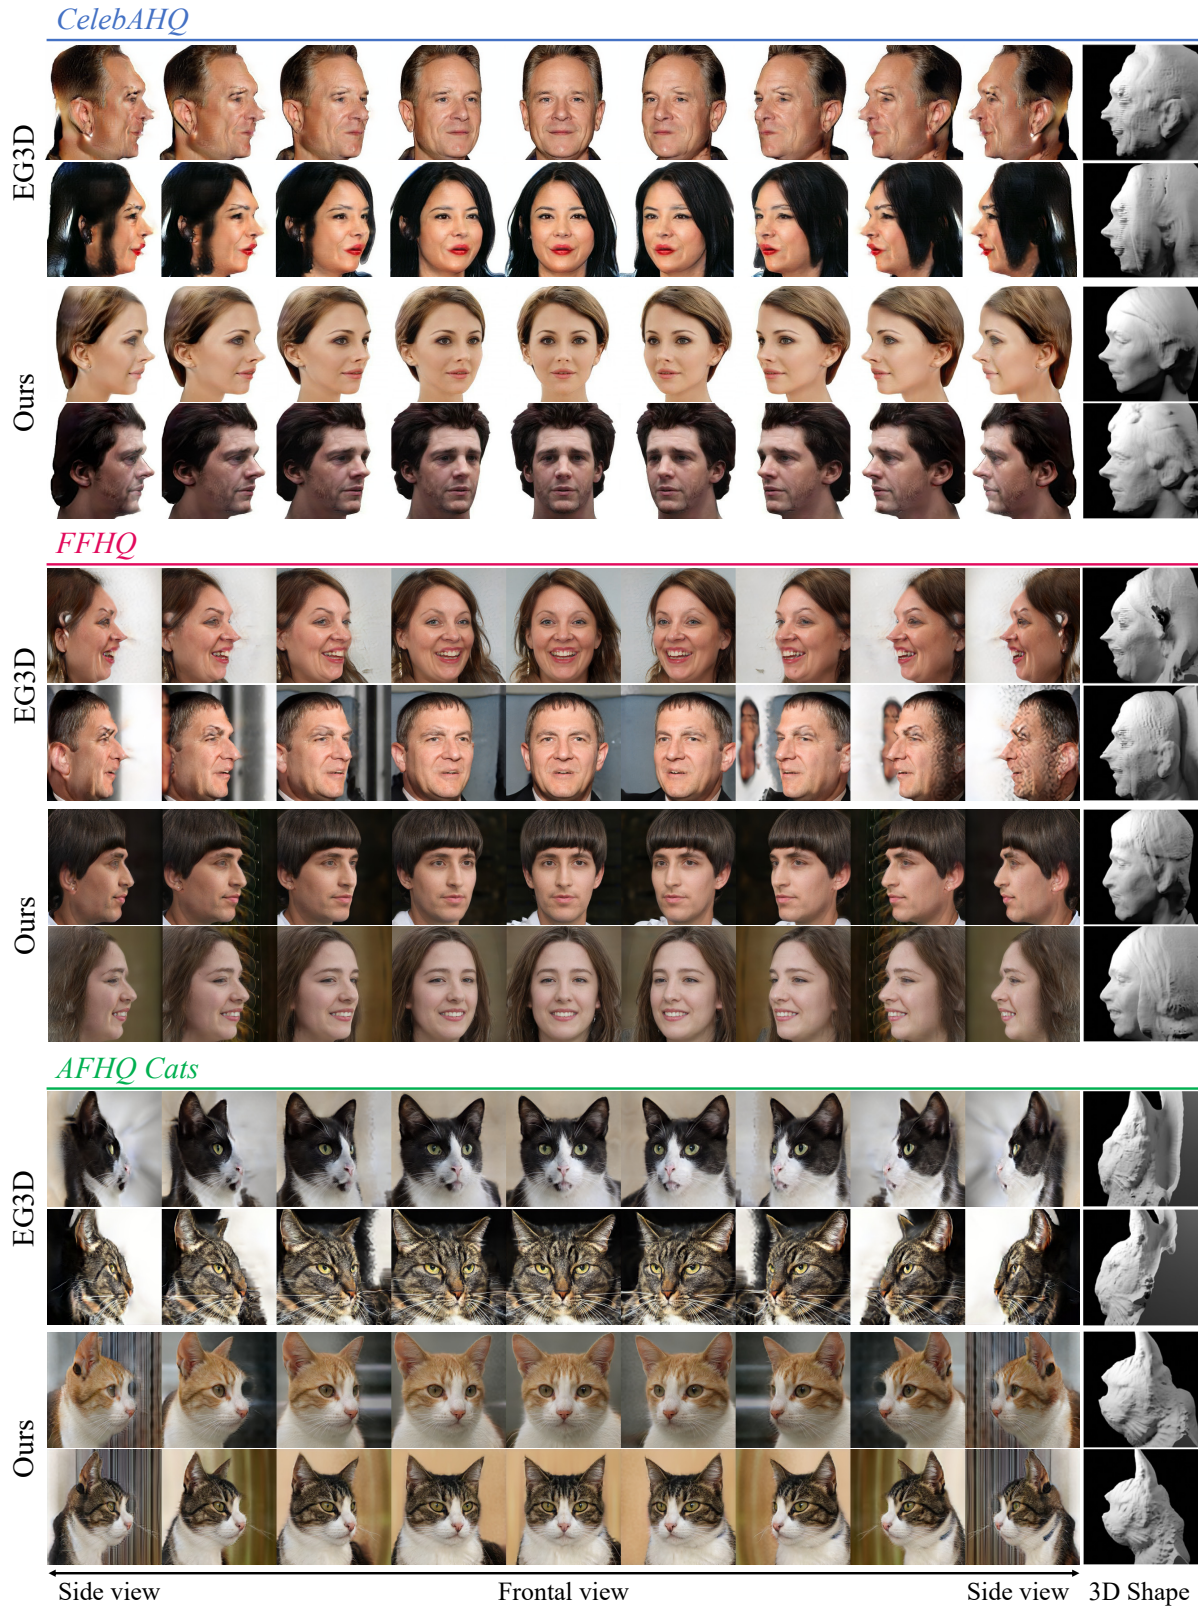 CelebAHQ
EG3D
Ours
FFHQ
EG3D
Ours
AFHQ Cats
EG3D
Ours
Side view
Frontal view
Side view
3D Shape